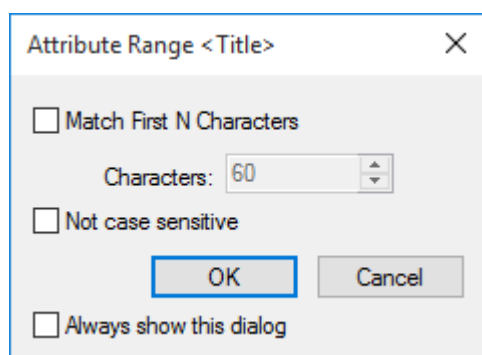 Attribute Range <Title>
Match First N Characters
Characters: 60
Not case sensitive
OK Cancel
Always show this dialog